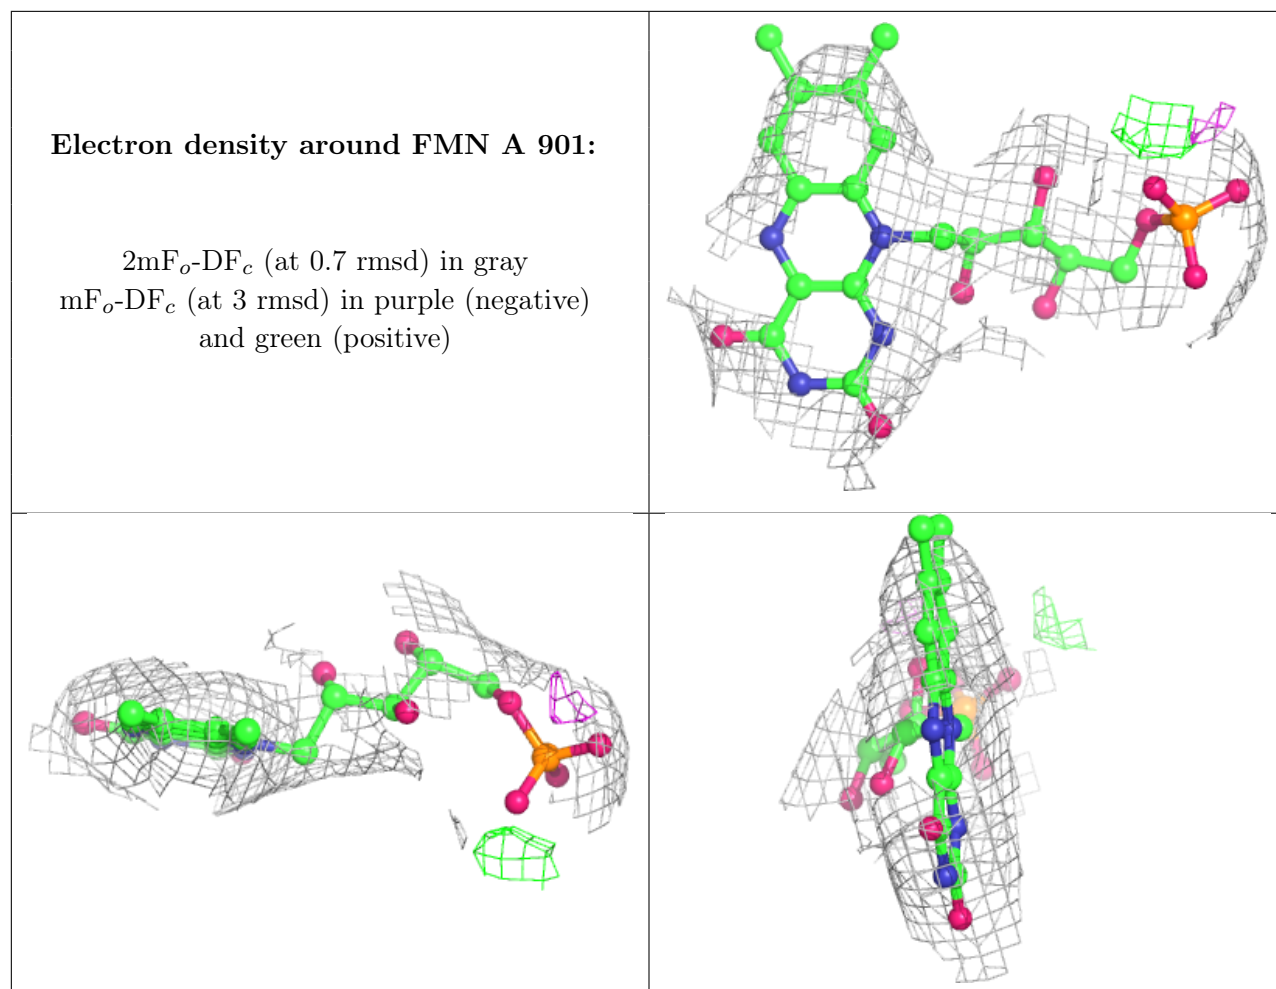 Electron density around FMN A 901:
2mFo-DFc (at 0.7 rmsd) in gray
mFo-DFc (at 3 rmsd) in purple (negative)
and green (positive)